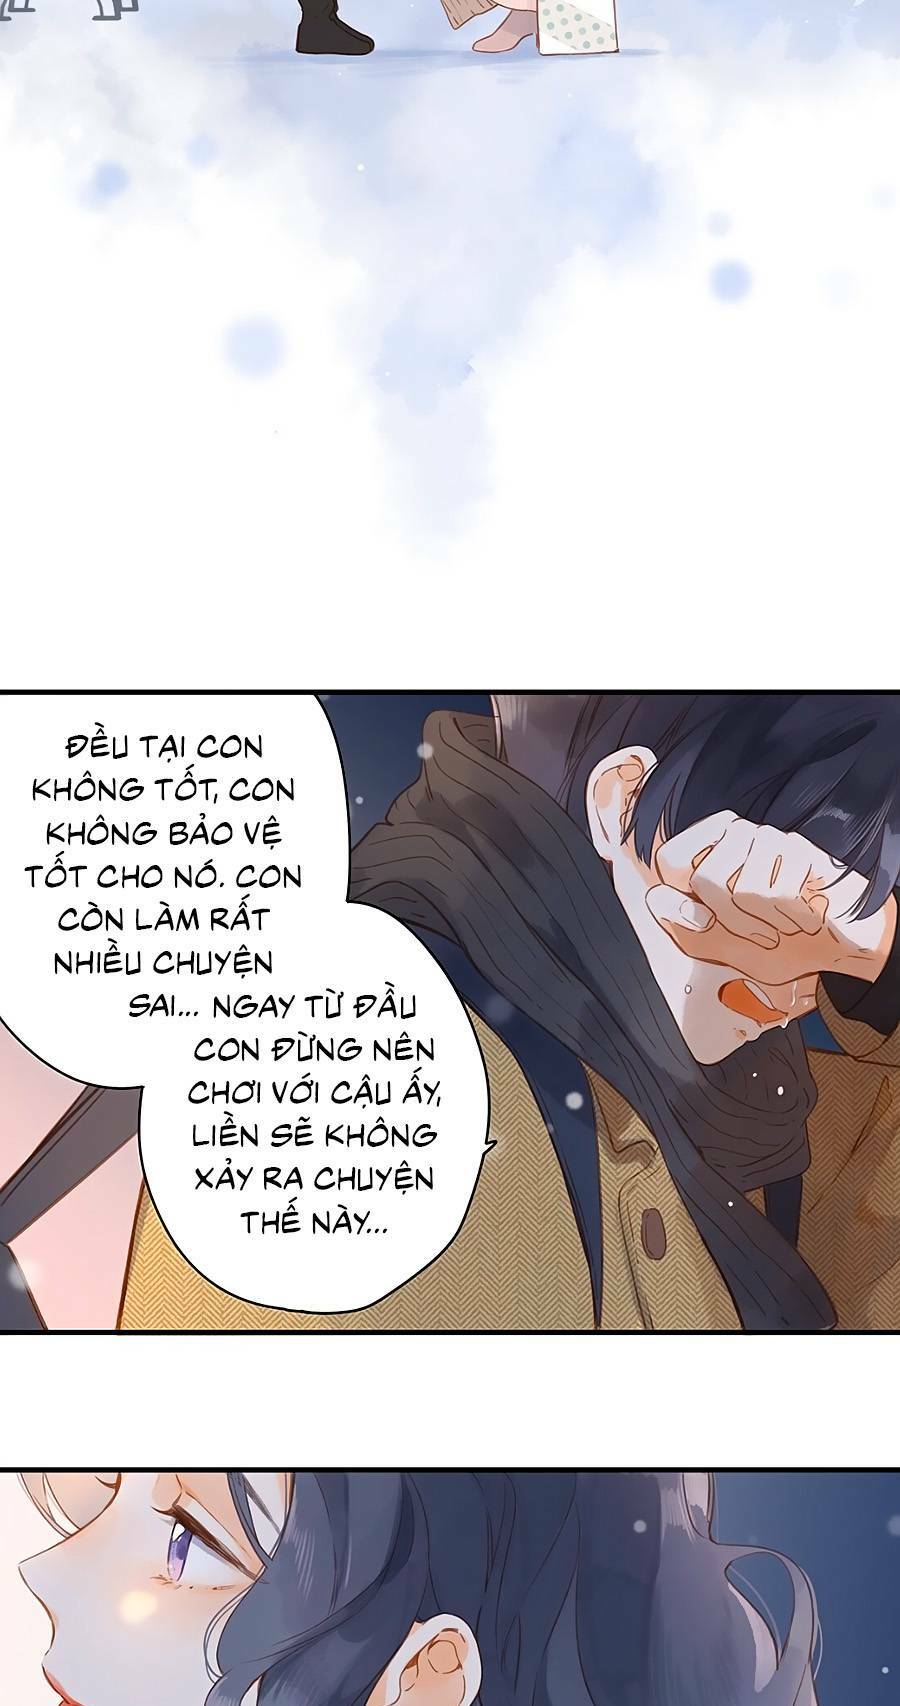 ĐỀU TẠI CON
KHÔNG TỐT, CON
KHÔNG BẢO VỆ
TỐT CHO NÓ. CON
CÒN LÀM RẤT
NHIỀU CHUYỆN
SAI... NGAY TỪ ĐẦU
CON ĐỪNG NÊN
CHƠI VỚI CẬU ẤY,
LIỀN SẼ KHÔNG
XẢY RA CHUYỆN
THẾ NÀY...